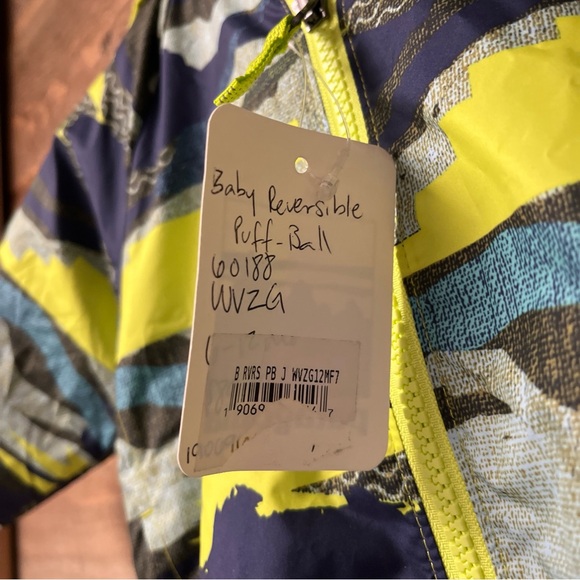 Baby Reversible
Puff-Ball
60188
WVZG
B RVRS PB J WVZG12MF7